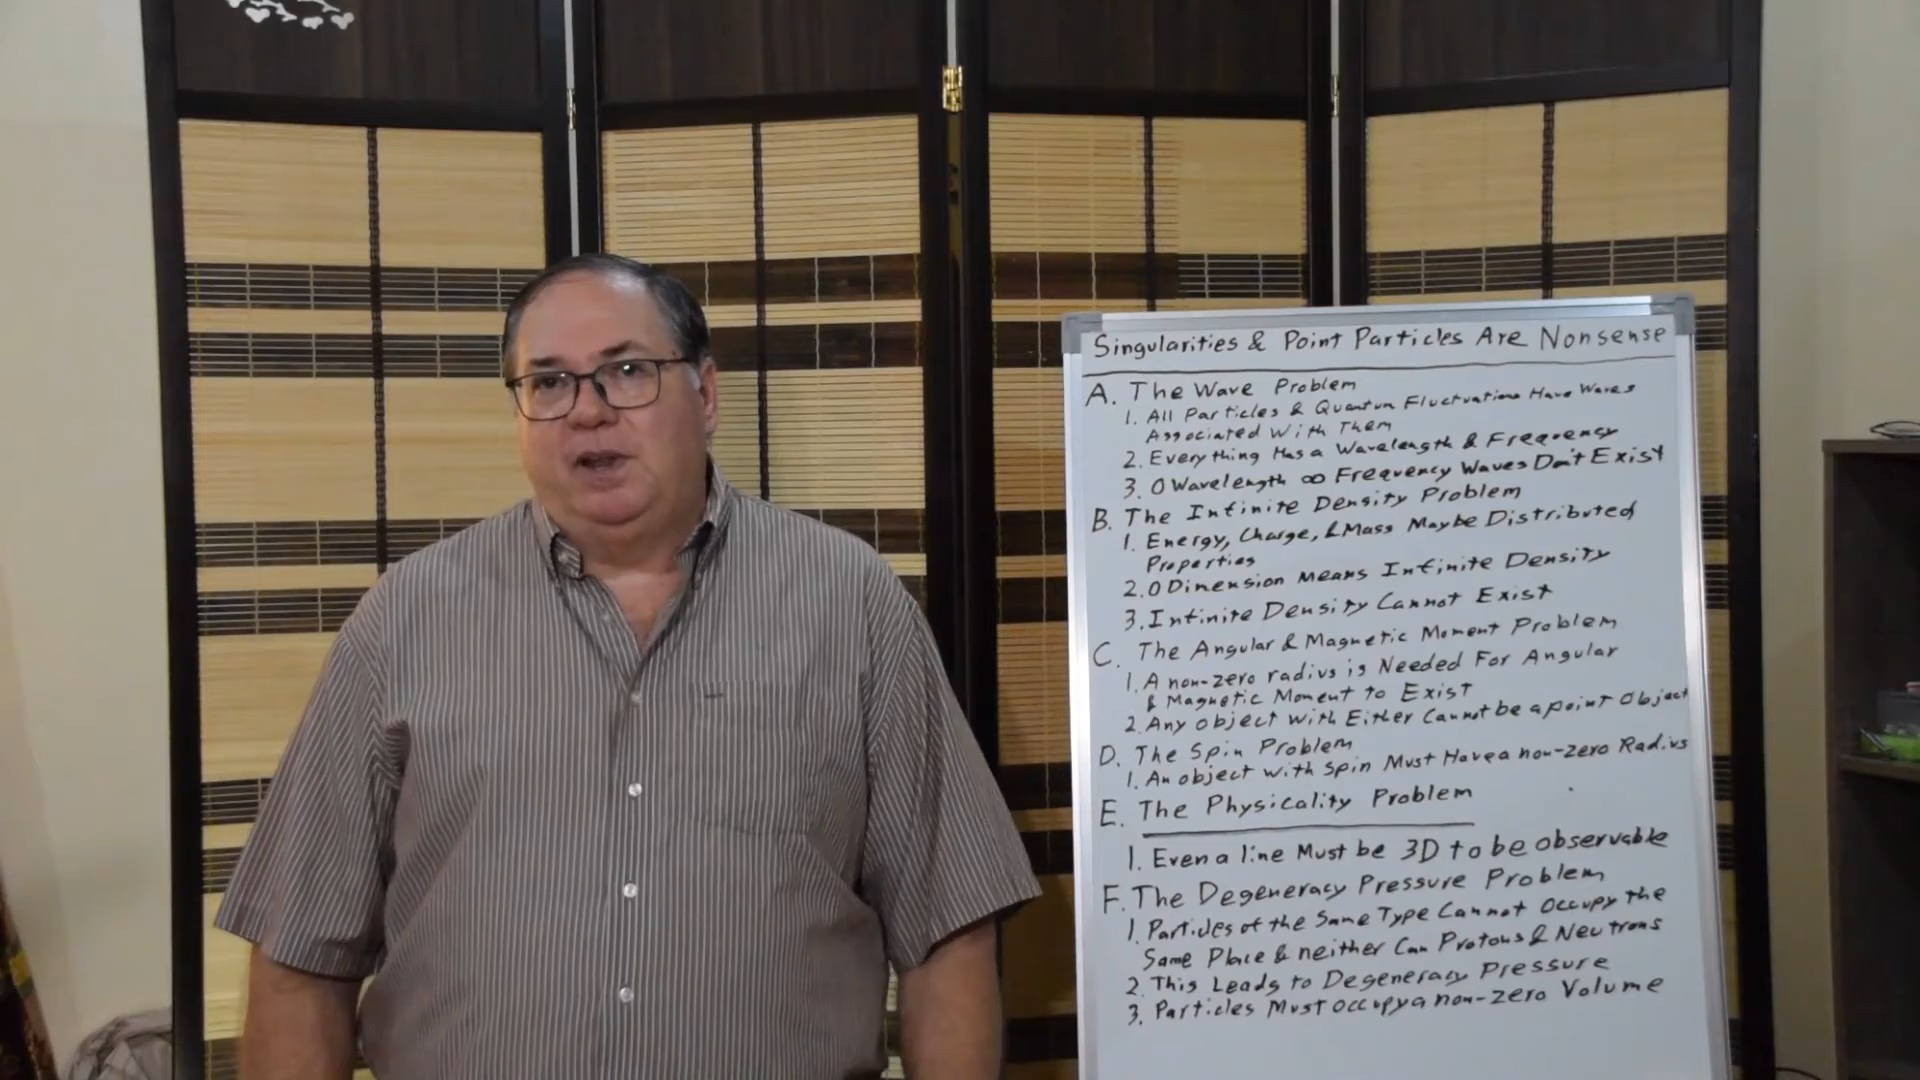 Singularities & Point Particles Are Nonsense
A. The Wave Problem
1. All Particles & Quantum Fluctuations Have Waves
Associated With Them
2. Everything Has a Wavelength & Frequency
3. 0 Wavelength ∞ Frequency Waves Don't Exist
B. The Infinite Density Problem
1. Energy, Charge, & Mass Maybe Distributed
Properties
2. 0 Dimension Means Infinite Density
3. Infinite Density Cannot Exist
C. The Angular & Magnetic Moment Problem
1. A non-zero radius is Needed For Angular
& Magnetic Moment to Exist
2. Any Object With Either Cannot be a point Object
D. The Spin Problem
1. An object with Spin Must Have a non-zero Radius
E. The Physicality Problem
1. Even a line Must be 3D to be observable
F. The Degeneracy Pressure Problem
1. Particles of the Same Type Cannot Occupy the
Same Place & neither Can Protons & Neutrons
2. This Leads to Degeneracy Pressure
3. Particles Must occupy a non-zero Volume